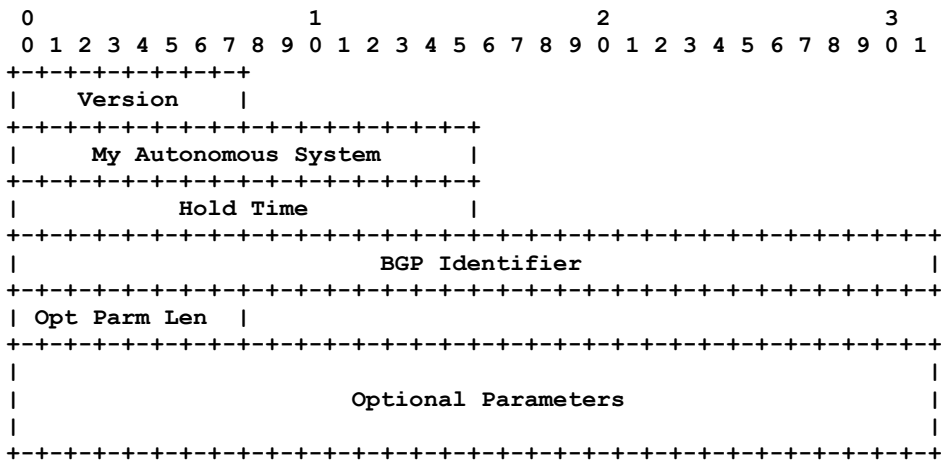 0                   1                   2                   3
 0 1 2 3 4 5 6 7 8 9 0 1 2 3 4 5 6 7 8 9 0 1 2 3 4 5 6 7 8 9 0 1
+-+-+-+-+-+-+-+-+
|    Version    |
+-+-+-+-+-+-+-+-+-+-+-+-+-+-+-+-+
|     My Autonomous System      |
+-+-+-+-+-+-+-+-+-+-+-+-+-+-+-+-+
|           Hold Time           |
+-+-+-+-+-+-+-+-+-+-+-+-+-+-+-+-+-+-+-+-+-+-+-+-+-+-+-+-+-+-+-+-+
|                         BGP Identifier                        |
+-+-+-+-+-+-+-+-+-+-+-+-+-+-+-+-+-+-+-+-+-+-+-+-+-+-+-+-+-+-+-+-+
| Opt Parm Len  |
+-+-+-+-+-+-+-+-+-+-+-+-+-+-+-+-+-+-+-+-+-+-+-+-+-+-+-+-+-+-+-+-+
|                                                               |
|                       Optional Parameters                     |
|                                                               |
+-+-+-+-+-+-+-+-+-+-+-+-+-+-+-+-+-+-+-+-+-+-+-+-+-+-+-+-+-+-+-+-+